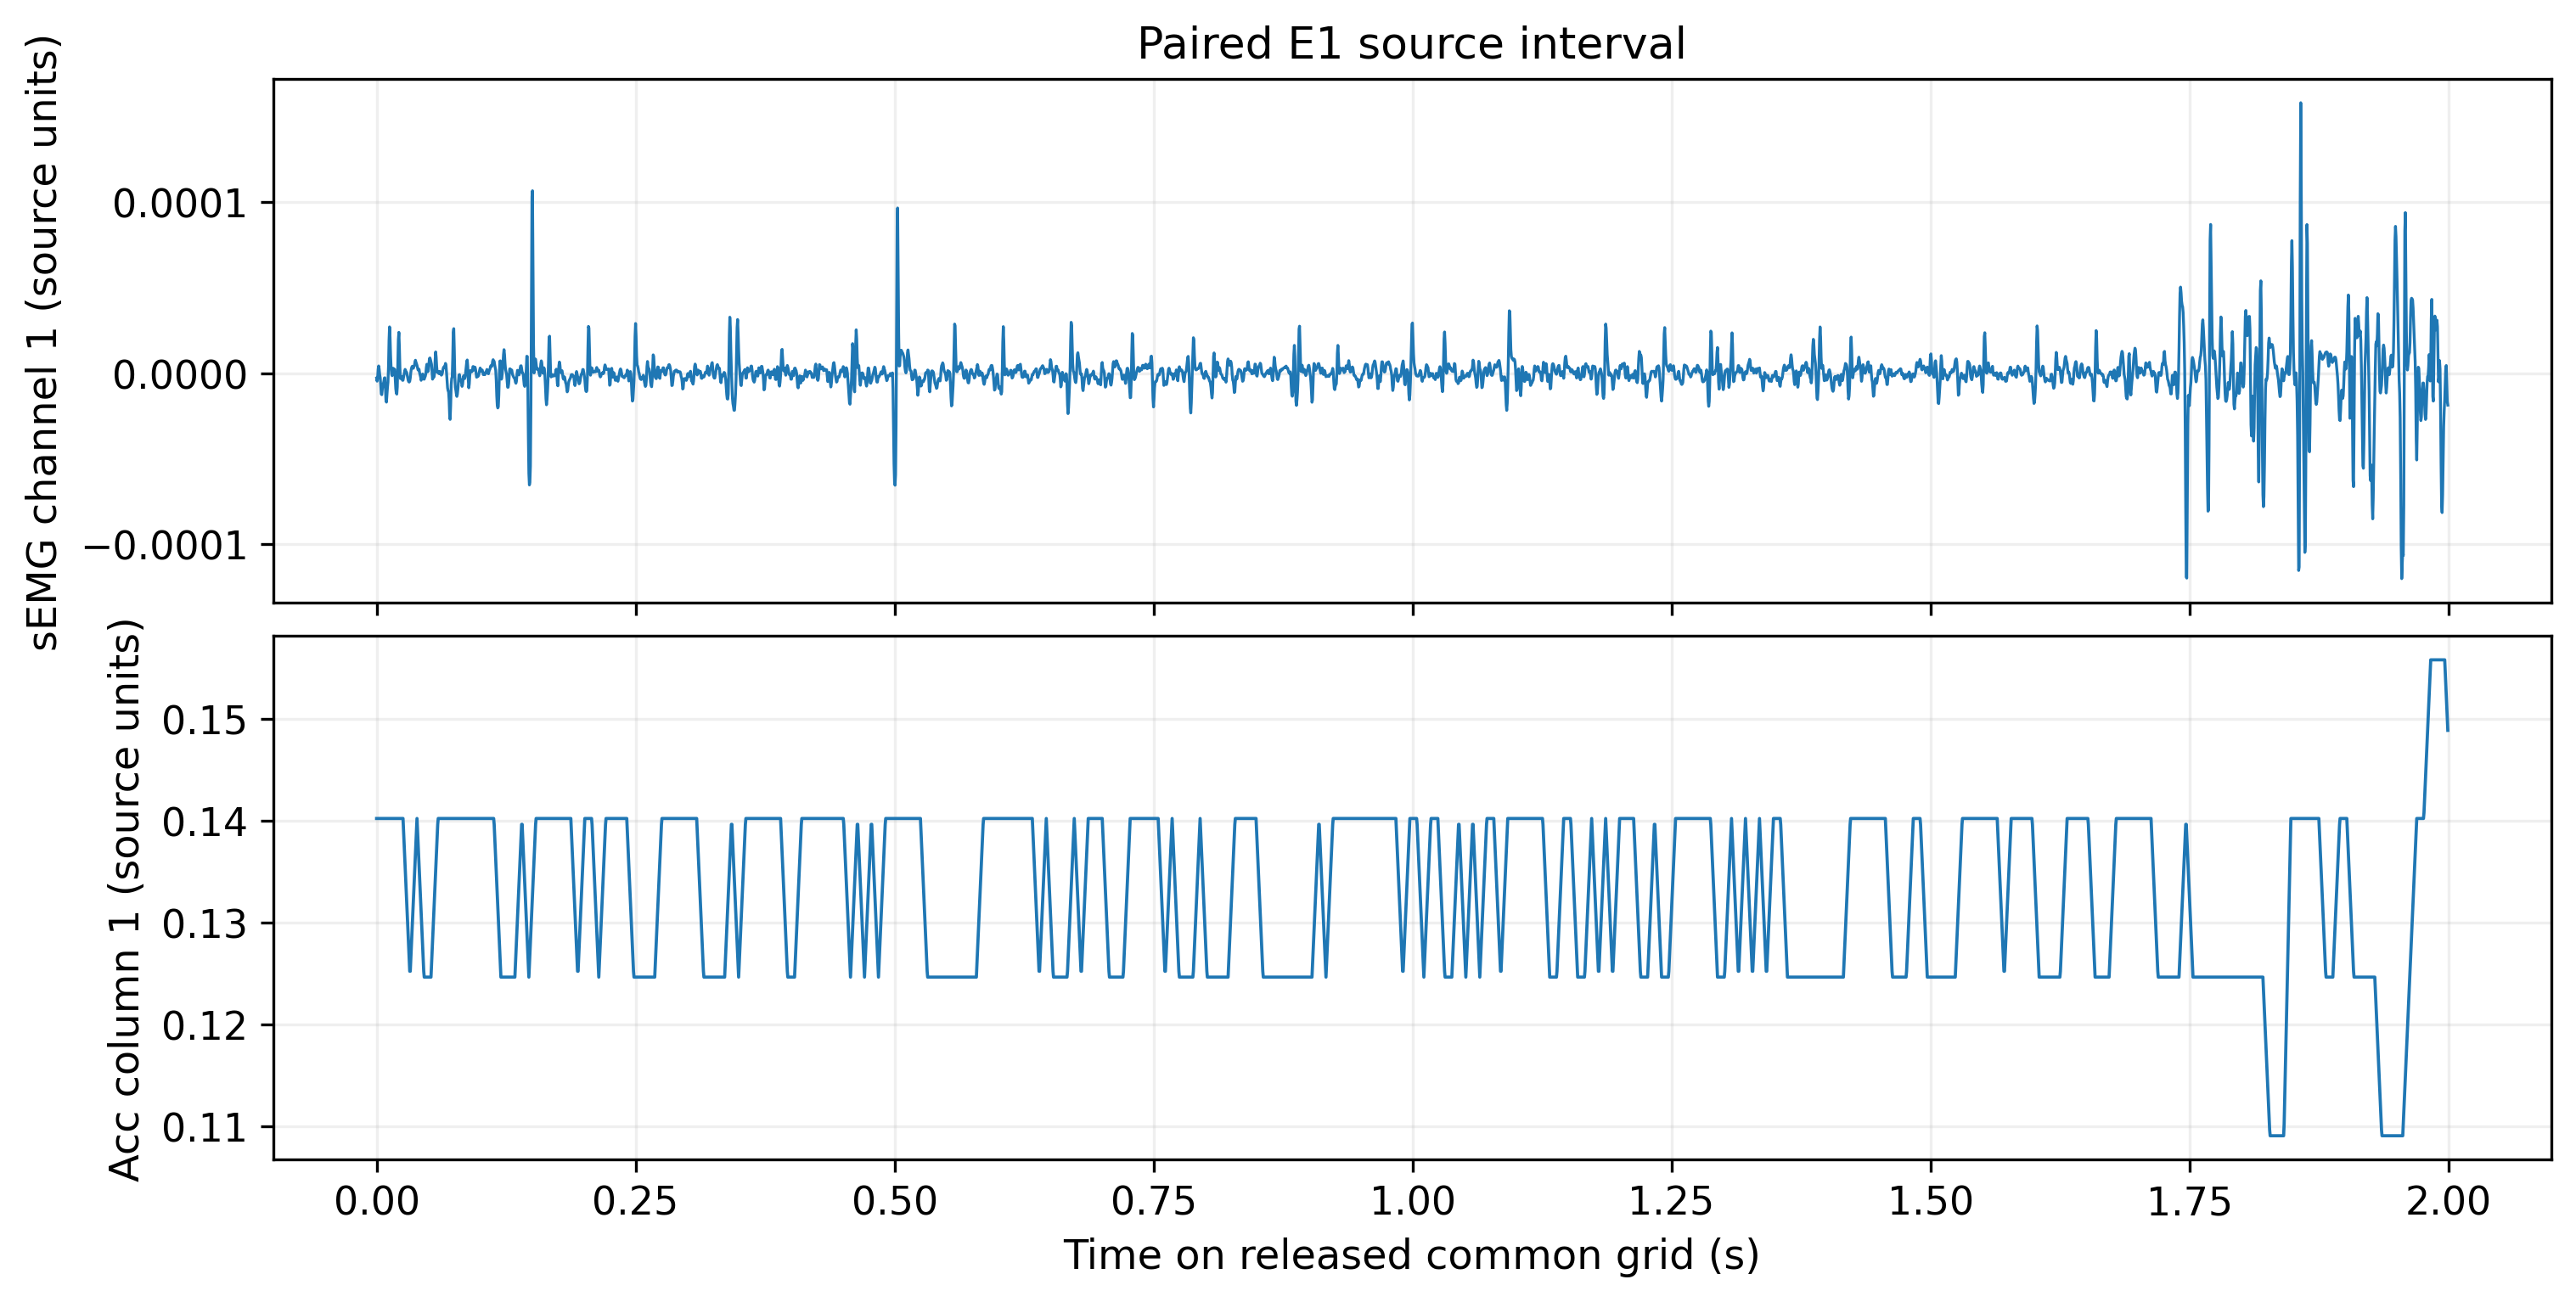 Paired E1 source interval
sEMG channel 1 (source units)
0.0001
0.0000
−0.0001
Acc column 1 (source units)
0.15
0.14
0.13
0.12
0.11
0.00 0.25 0.50 0.75 1.00 1.25 1.50 1.75 2.00
Time on released common grid (s)